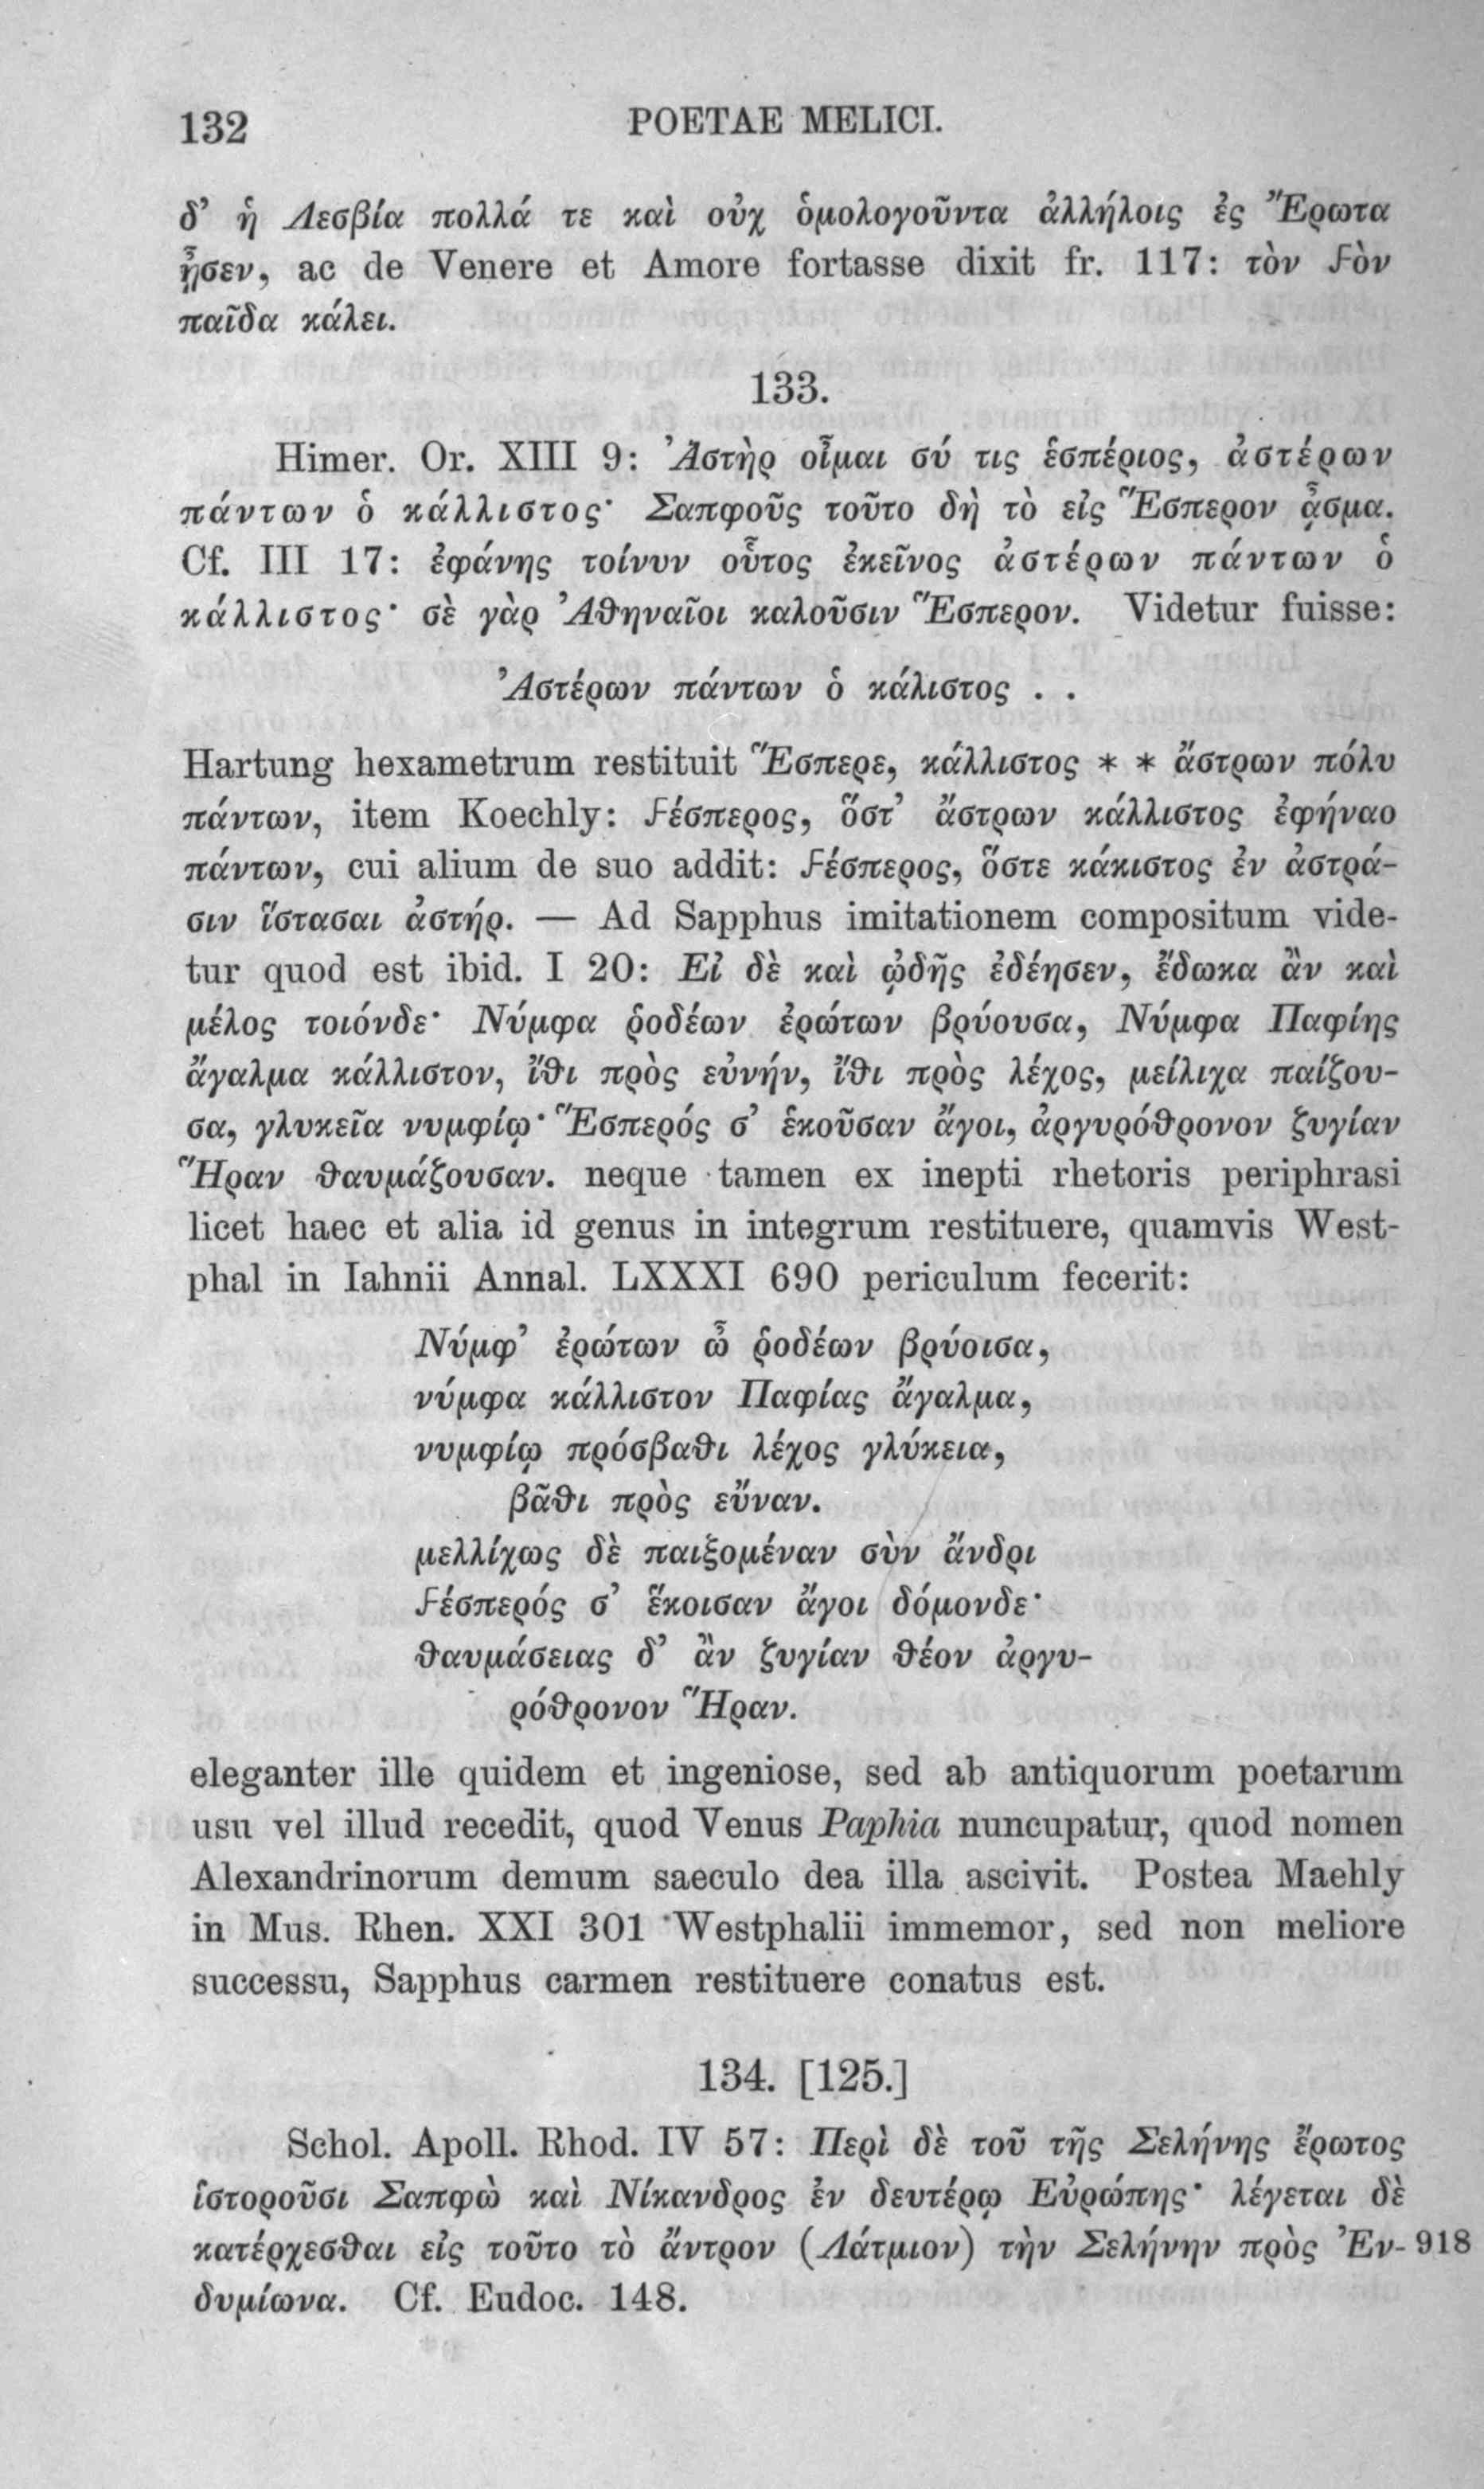 132
POETAE MELICI.
δ’ ἡ Λεσβία πολλά τε καὶ οὐχ ὁμολογοῦντα ἀλλήλοις ἐς Ἔρωτα
ᾖσεν, ac de Venere et Amore fortasse dixit fr. 117: τὸν ϝὸν
παῖδα κάλει.
133.
Himer. Or. XIII 9: Ἀστὴρ οἶμαι σύ τις ἑσπέριος, ἀστέρων
πάντων ὁ κάλλιστος· Σαπφοῦς τοῦτο δὴ τὸ εἰς Ἕσπερον ᾆσμα.
Cf. III 17: ἐφάνης τοίνυν οὗτος ἐκεῖνος ἀστέρων πάντων ὁ
κάλλιστος· σὲ γὰρ Ἀθηναῖοι καλοῦσιν Ἕσπερον. Videtur fuisse:
Ἀστέρων πάντων ὁ κάλιστος . .
Hartung hexametrum restituit Ἕσπερε, κάλλιστος * * ἄστρων πόλυ
πάντων, item Koechly: ϝέσπερος, ὅστ’ ἄστρων κάλλιστος ἐφήναο
πάντων, cui alium de suo addit: ϝέσπερος, ὅστε κάκιστος ἐν ἀστρά-
σιν ἵστασαι ἀστήρ. — Ad Sapphus imitationem compositum vide-
tur quod est ibid. I 20: Εἰ δὲ καὶ ᾠδῆς ἐδέησεν, ἔδωκα ἂν καὶ
μέλος τοιόνδε· Νύμφα ῥοδέων ἐρώτων βρύουσα, Νύμφα Παφίης
ἄγαλμα κάλλιστον, ἴθι πρὸς εὐνήν, ἴθι πρὸς λέχος, μείλιχα παίζου-
σα, γλυκεῖα νυμφίῳ· Ἕσπερός σ’ ἑκοῦσαν ἄγοι, ἀργυρόθρονον ζυγίαν
Ἥραν θαυμάζουσαν. neque tamen ex inepti rhetoris periphrasi
licet haec et alia id genus in integrum restituere, quamvis West-
phal in Iahnii Annal. LXXXI 690 periculum fecerit:
Νύμφ’ ἐρώτων ὦ ῥοδέων βρύοισα,
νύμφα κάλλιστον Παφίας ἄγαλμα,
νυμφίῳ πρόσβαθι λέχος γλύκεια,
βᾶθι πρὸς εὔναν.
μελλίχως δὲ παιξομέναν σὺν ἄνδρι
ϝέσπερός σ’ ἔκοισαν ἄγοι δόμονδε·
θαυμάσειας δ’ ἂν ζυγίαν θέον ἀργυ-
ρόθρονον Ἥραν.
eleganter ille quidem et ingeniose, sed ab antiquorum poetarum
usu vel illud recedit, quod Venus Paphia nuncupatur, quod nomen
Alexandrinorum demum saeculo dea illa ascivit. Postea Maehly
in Mus. Rhen. XXI 301 Westphalii immemor, sed non meliore
successu, Sapphus carmen restituere conatus est.
134. [125.]
Schol. Apoll. Rhod. IV 57: Περὶ δὲ τοῦ τῆς Σελήνης ἔρωτος
ἱστοροῦσι Σαπφὼ καὶ Νίκανδρος ἐν δευτέρῳ Εὐρώπης· λέγεται δὲ
κατέρχεσθαι εἰς τοῦτο τὸ ἄντρον (Λάτμιον) τὴν Σελήνην πρὸς Ἐν- 918
δυμίωνα. Cf. Eudoc. 148.